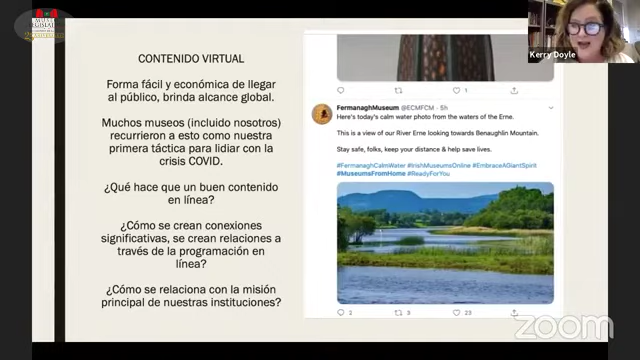 MUSEO
LEGISLATIVO
CONTENIDO VIRTUAL
Forma fácil y económica de llegar
al público, brinda alcance global.
Muchos museos (incluido nosotros)
recurrieron a esto como nuestra
primera táctica para lidiar con la
crisis COVID.
¿Qué hace que un buen contenido
en línea?
¿Cómo se crean conexiones
significativas, se crean relaciones a
través de la programación en
línea?
¿Cómo se relaciona con la misión
principal de nuestras instituciones?
1
FermanaghMuseum @ECMFCM · 5h
Here's today's calm water photo from the waters of the Erne.
This is a view of our River Erne looking towards Benaughlin Mountain.
Stay safe, folks, keep your distance & help save lives.
#FermanaghCalmWater #IrishMuseumsOnline #EmbraceAGiantSpirit
#MuseumsFromHome #ReadyForYou
2 3 23
Kerry Doyle
zoom